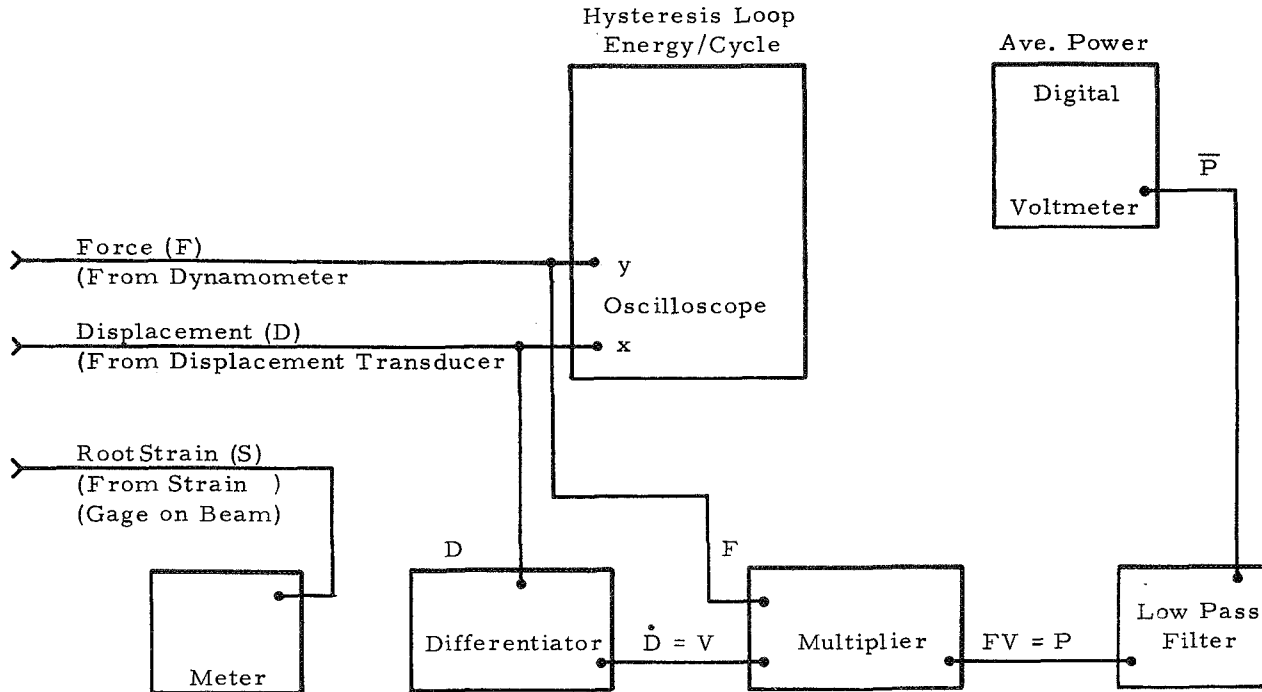 Hysteresis Loop
Energy/Cycle
Ave. Power
Digital
Voltmeter
P̅
Force (F)
(From Dynamometer
y
Oscilloscope
Displacement (D)
(From Displacement Transducer
x
Root Strain (S)
(From Strain )
(Gage on Beam)
Meter
D
Differentiator
Ḋ = V
F
Multiplier
FV = P
Low Pass
Filter